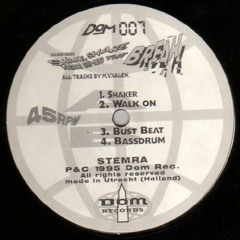 DOM 007
SHAKE, SHAKE
BREAK
ALL TRASKS BY M.V.VALEN.
1. SHAKER
2. WALK ON
45RPM
3. BUST BEAT
4. BASSDRUM
STEMRA
P&C 1995 Dom Rec.
All rights reserved
made in Utrecht (Holland)
DOM
RECORDS